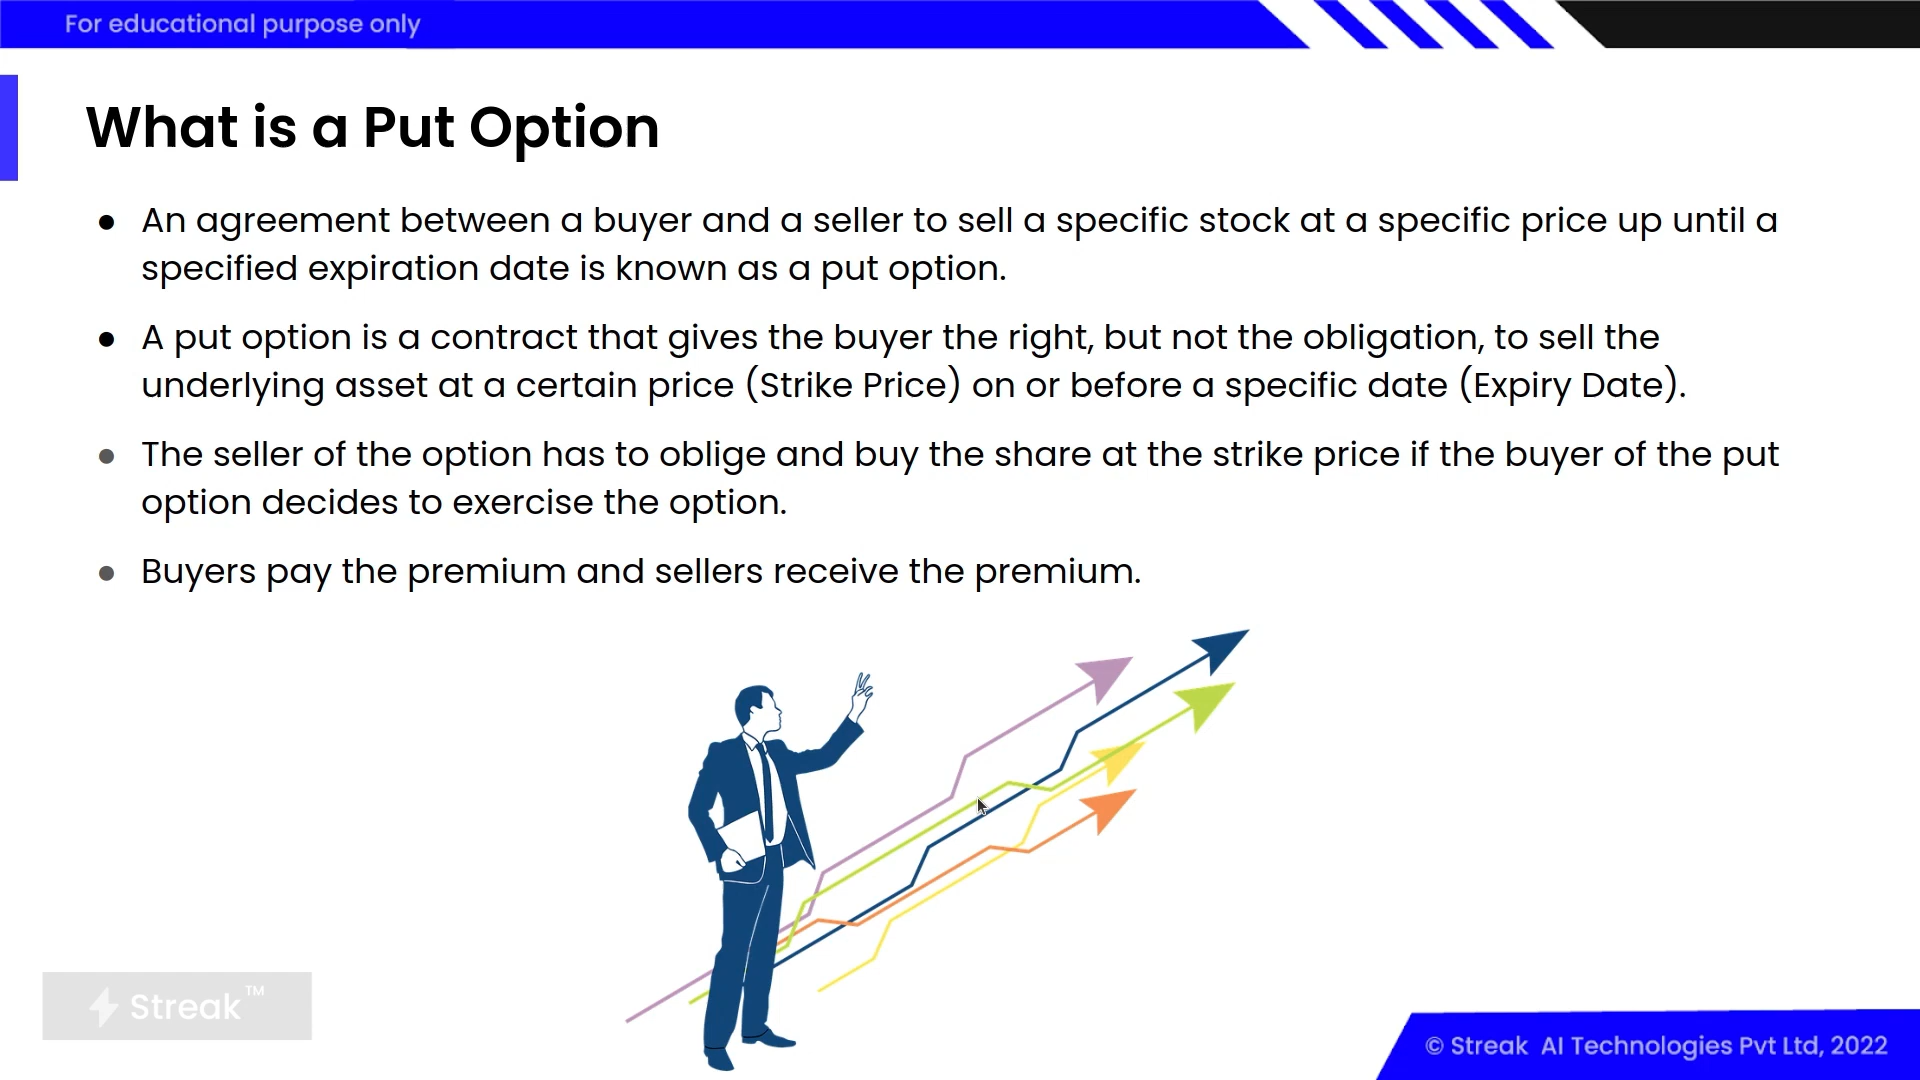 For educational purpose only
What is a Put Option
● An agreement between a buyer and a seller to sell a specific stock at a specific price up until a
specified expiration date is known as a put option.
● A put option is a contract that gives the buyer the right, but not the obligation, to sell the
underlying asset at a certain price (Strike Price) on or before a specific date (Expiry Date).
● The seller of the option has to oblige and buy the share at the strike price if the buyer of the put
option decides to exercise the option.
● Buyers pay the premium and sellers receive the premium.
Streak™
© Streak AI Technologies Pvt Ltd, 2022